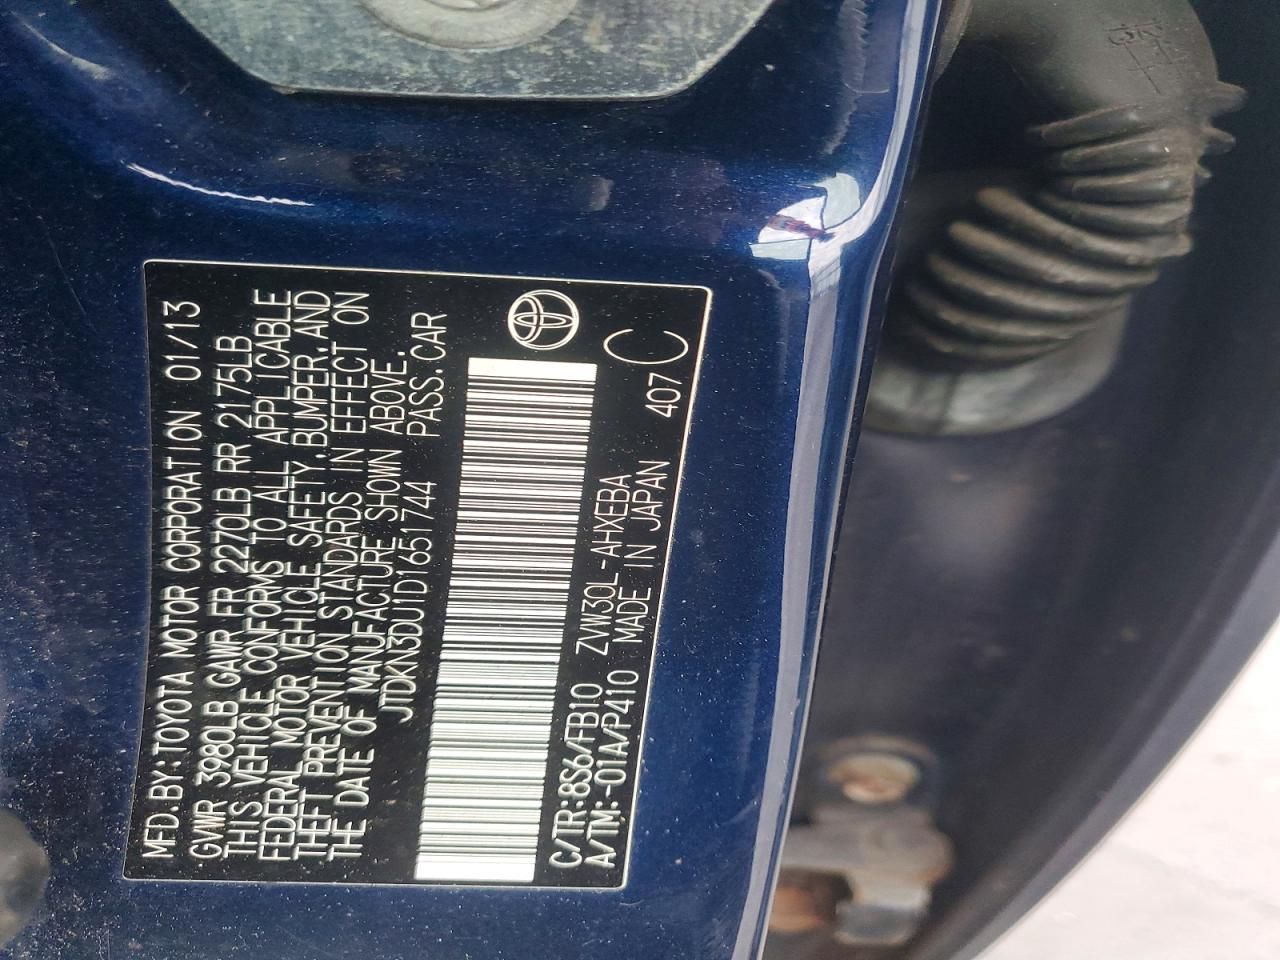 MFD.BY:TOYOTA MOTOR CORPORATION 01/13
GVWR 3980LB GAWR FR 2270LB RR 2175LB
THIS VEHICLE CONFORMS TO ALL APPLICABLE
FEDERAL MOTOR VEHICLE SAFETY,BUMPER,AND
THEFT PREVENTION STANDARDS IN EFFECT ON
THE DATE OF MANUFACTURE SHOWN ABOVE.
JTDKN3DU1D1651744 PASS.CAR
C/TR:8S6/FB10 ZVW30L-AHXEBA
A/TM:-01A/P410 MADE IN JAPAN 407 C